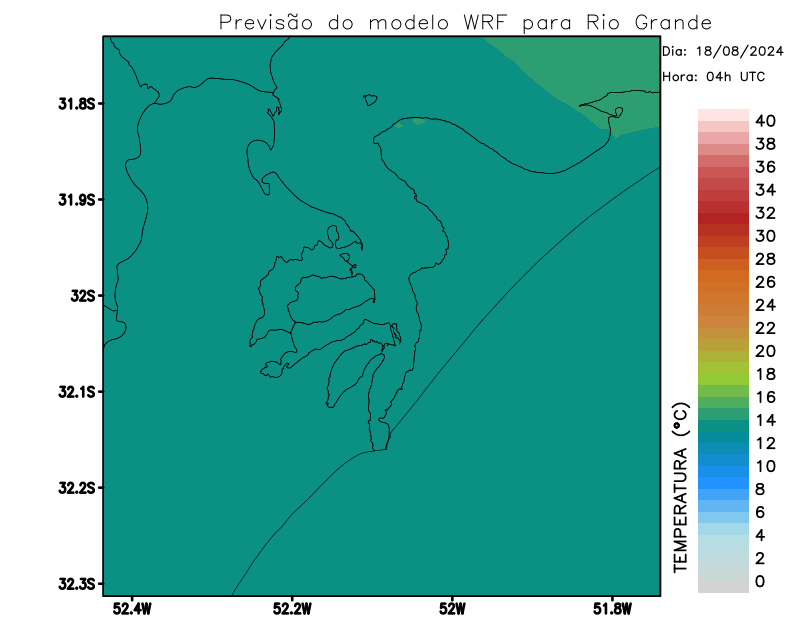 Previsão do modelo WRF para Rio Grande
Dia: 18/08/2024
Hora: 04h UTC
31.8S
31.9S
32S
32.1S
32.2S
32.3S
52.4W
52.2W
52W
51.8W
TEMPERATURA (°C)
40
38
36
34
32
30
28
26
24
22
20
18
16
14
12
10
8
6
4
2
0